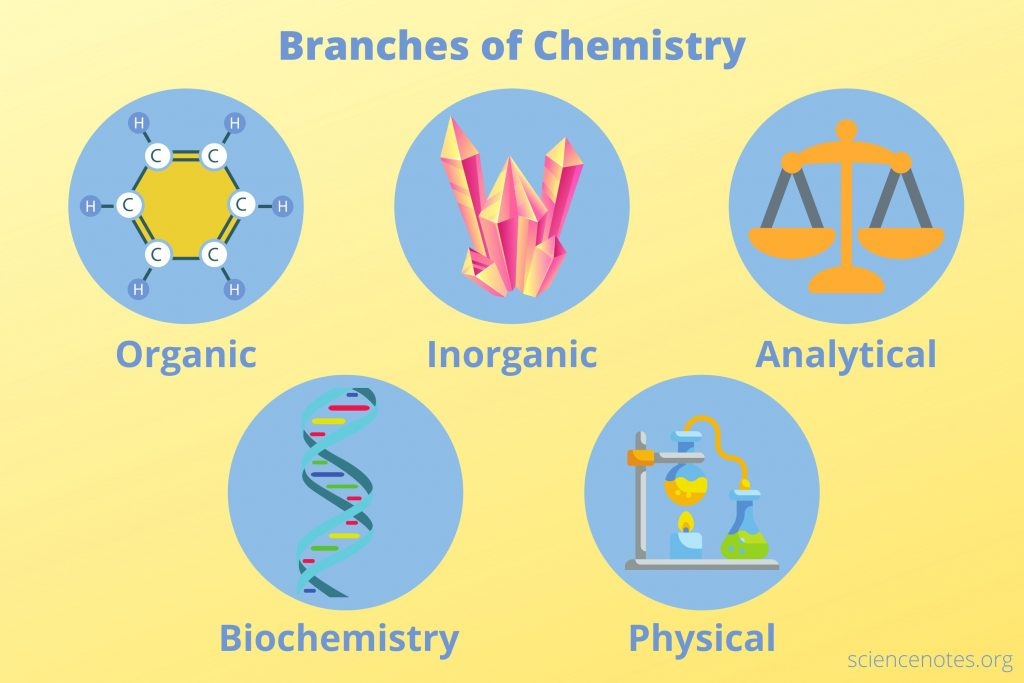 Branches of Chemistry
H H
C C
H C C H
C C
H H
Organic Inorganic Analytical
Biochemistry Physical
sciencenotes.org